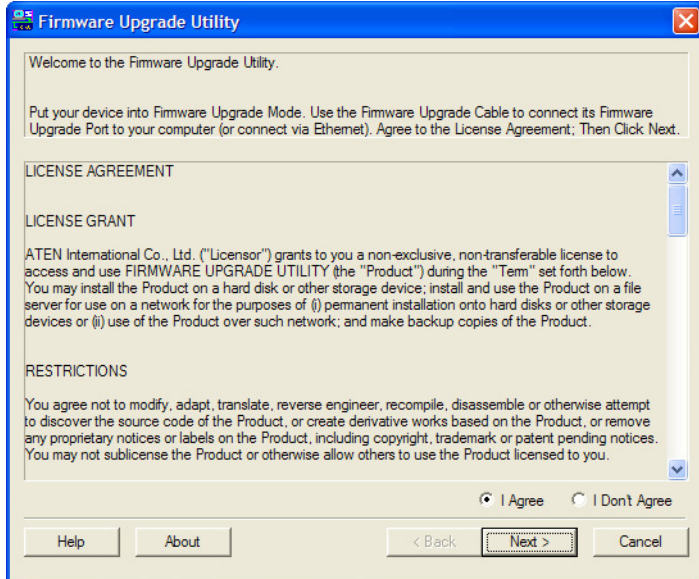 Firmware Upgrade Utility
Welcome to the Firmware Upgrade Utility.
Put your device into Firmware Upgrade Mode. Use the Firmware Upgrade Cable to connect its Firmware
Upgrade Port to your computer (or connect via Ethernet). Agree to the License Agreement; Then Click Next.
LICENSE AGREEMENT
LICENSE GRANT
ATEN International Co., Ltd. ("Licensor") grants to you a non-exclusive, non-transferable license to
access and use FIRMWARE UPGRADE UTILITY (the "Product") during the "Term" set forth below.
You may install the Product on a hard disk or other storage device; install and use the Product on a file
server for use on a network for the purposes of (i) permanent installation onto hard disks or other storage
devices or (ii) use of the Product over such network; and make backup copies of the Product.
RESTRICTIONS
You agree not to modify, adapt, translate, reverse engineer, recompile, disassemble or otherwise attempt
to discover the source code of the Product, or create derivative works based on the Product, or remove
any proprietary notices or labels on the Product, including copyright, trademark or patent pending notices.
You may not sublicense the Product or otherwise allow others to use the Product licensed to you.
I Agree I Don't Agree
Help About < Back Next > Cancel